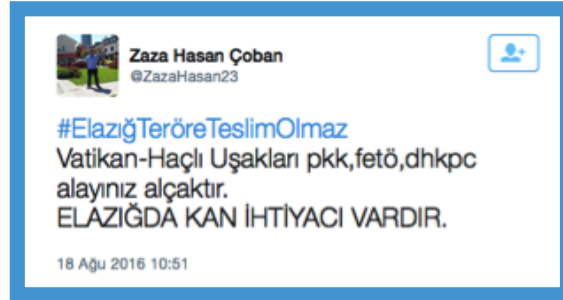 Zaza Hasan Çoban
@ZazaHasan23
#ElazığTeröreTeslimOlmaz
Vatikan-Haçlı Uşakları pkk,fetö,dhkpc
alayınız alçaktır.
ELAZIĞDA KAN İHTİYACI VARDIR.
18 Ağu 2016 10:51